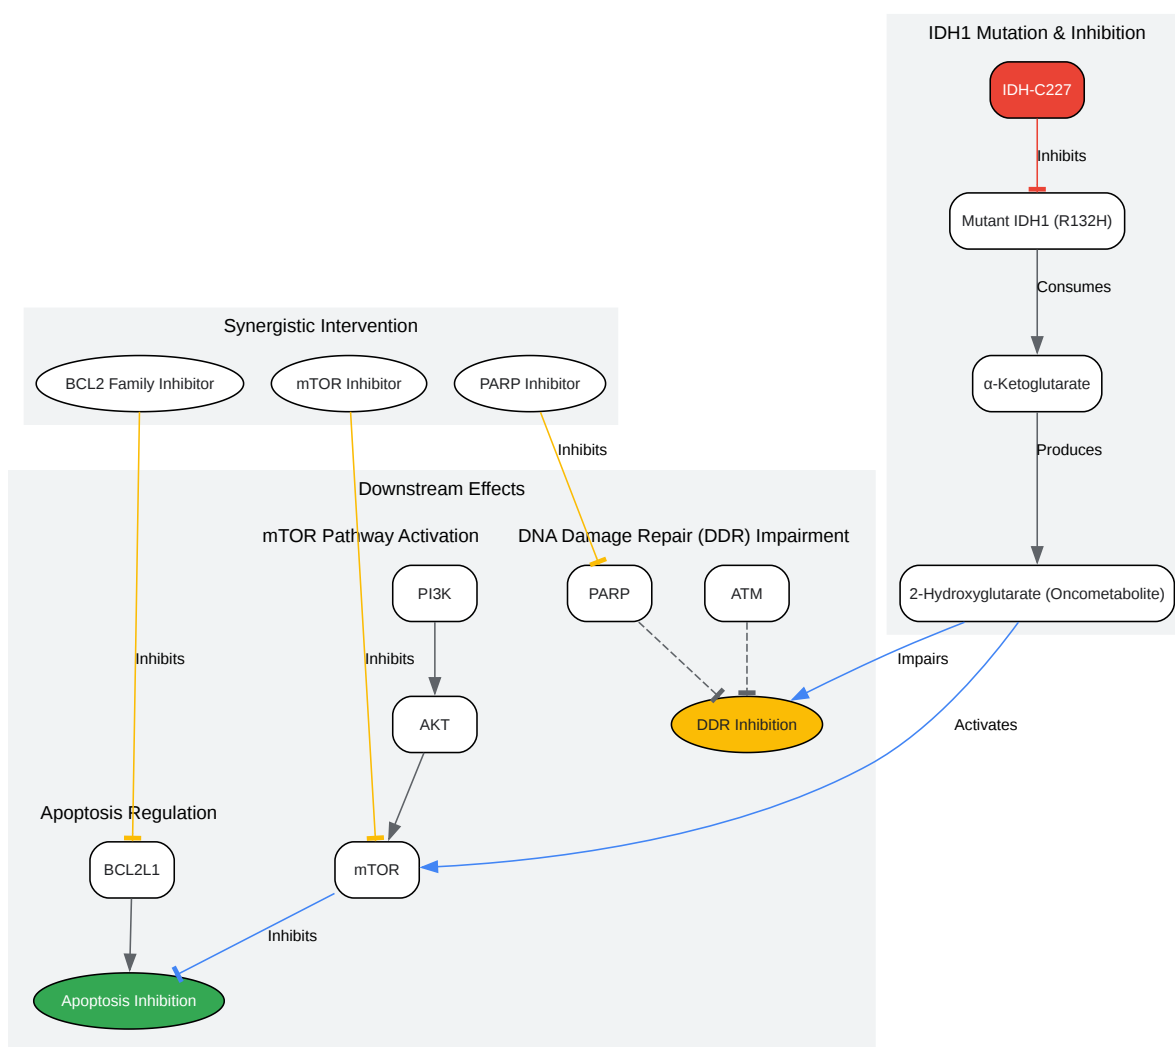 IDH1 Mutation & Inhibition
IDH-C227
Inhibits
Mutant IDH1 (R132H)
Consumes
Synergistic Intervention
BCL2 Family Inhibitor
mTOR Inhibitor
PARP Inhibitor
α-Ketoglutarate
Inhibits
Produces
Downstream Effects
mTOR Pathway Activation
DNA Damage Repair (DDR) Impairment
PI3K
PARP
ATM
2-Hydroxyglutarate (Oncometabolite)
Inhibits
Inhibits
Impairs
AKT
DDR Inhibition
Activates
Apoptosis Regulation
BCL2L1
mTOR
Inhibits
Apoptosis Inhibition